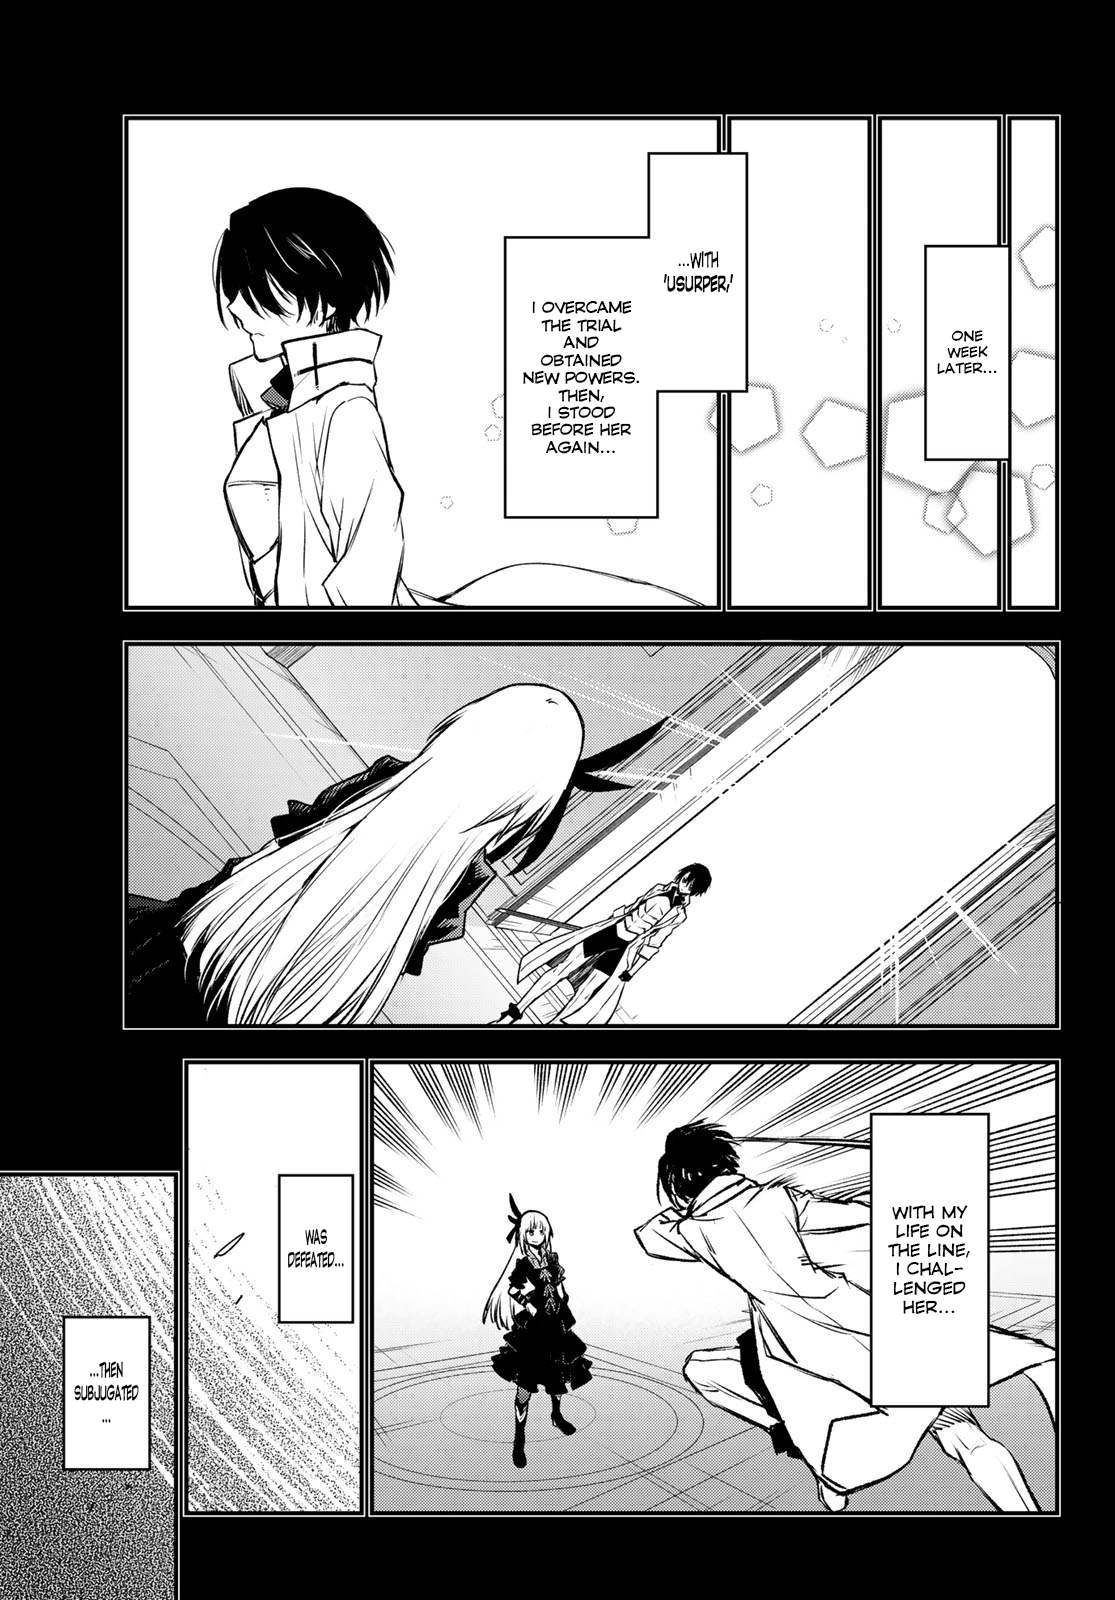 ONE
WEEK
LATER...
...WITH
'USURPER,'
I OVERCAME
THE TRIAL
AND
OBTAINED
NEW POWERS.
THEN,
I STOOD
BEFORE HER
AGAIN...
WITH MY
LIFE ON
THE LINE,
I CHAL-
LENGED
HER...
WAS
DEFEATED...
...THEN
SUBJUGATED
...